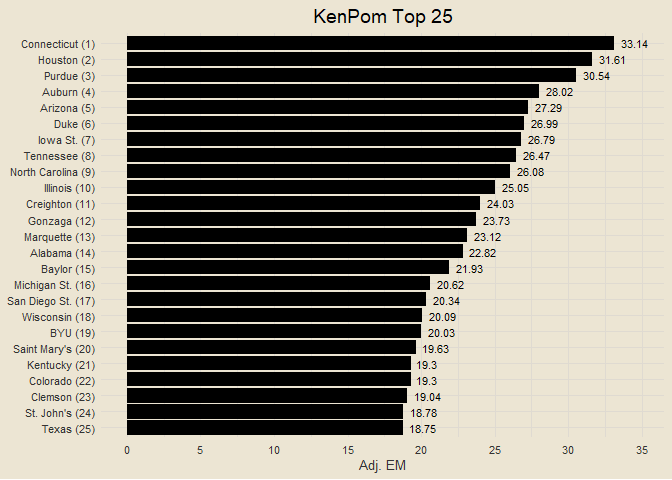 KenPom Top 25
Connecticut (1) 33.14
Houston (2) 31.61
Purdue (3) 30.54
Auburn (4) 28.02
Arizona (5) 27.29
Duke (6) 26.99
Iowa St. (7) 26.79
Tennessee (8) 26.47
North Carolina (9) 26.08
Illinois (10) 25.05
Creighton (11) 24.03
Gonzaga (12) 23.73
Marquette (13) 23.12
Alabama (14) 22.82
Baylor (15) 21.93
Michigan St. (16) 20.62
San Diego St. (17) 20.34
Wisconsin (18) 20.09
BYU (19) 20.03
Saint Mary's (20) 19.63
Kentucky (21) 19.3
Colorado (22) 19.3
Clemson (23) 19.04
St. John's (24) 18.78
Texas (25) 18.75
0 5 10 15 20 25 30 35
Adj. EM